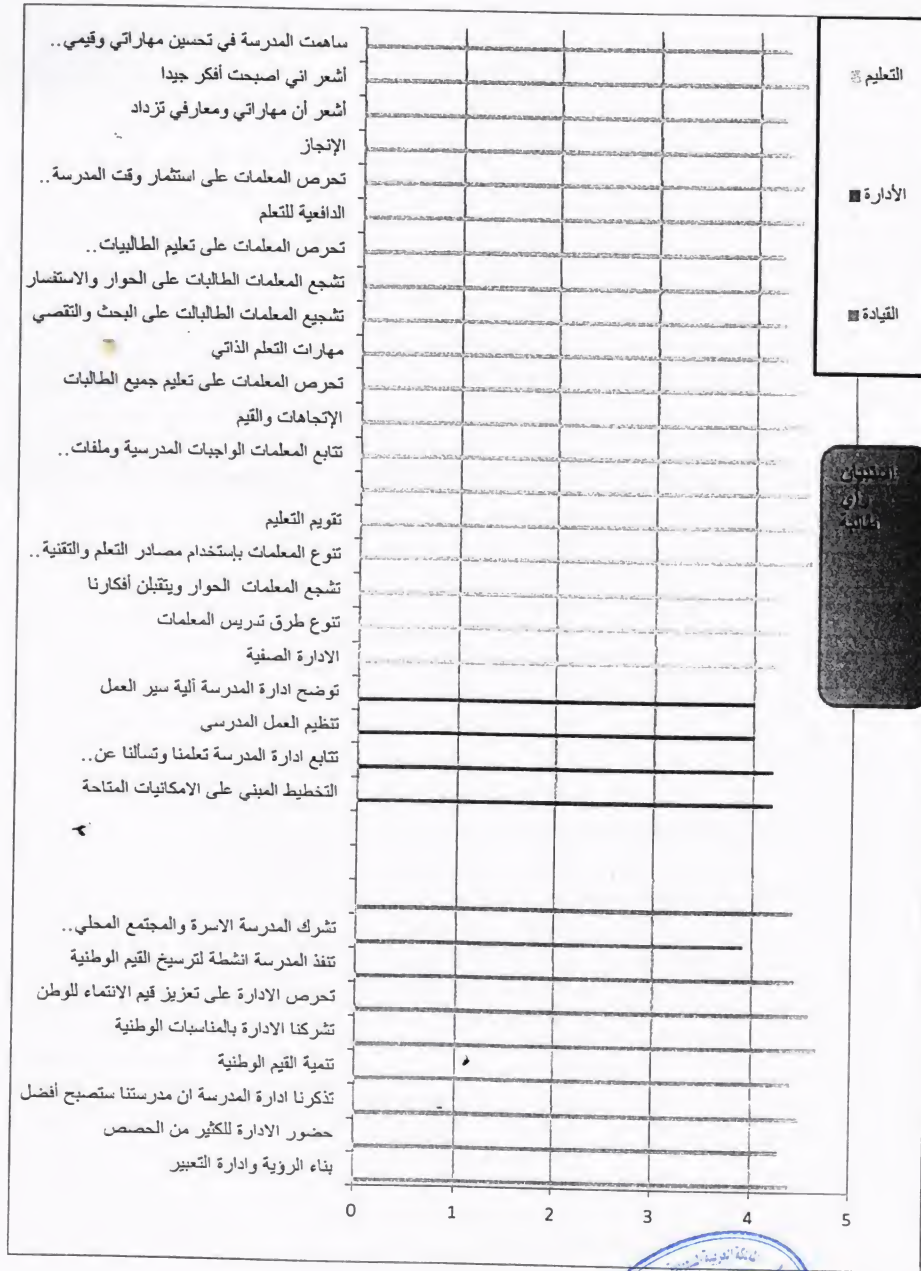 ساهمت المدرسة في تحسين مهاراتي وقيمي..
أشعر اني اصبحت أفكر جيدا
أشعر أن مهاراتي ومعارفي تزداد
الإنجاز
تحرص المعلمات على استثمار وقت المدرسة..
الدافعية للتعلم
تحرص المعلمات على تعليم الطالبيات..
تشجع المعلمات الطالبات على الحوار والاستفسار
تشجيع المعلمات الطالبالت على البحث والتقصي
مهارات التعلم الذاتي
تحرص المعلمات على تعليم جميع الطالبات
الإتجاهات والقيم
تتابع المعلمات الواجبات المدرسية وملفات..
تقويم التعليم
تنوع المعلمات بإستخدام مصادر التعلم والتقنية..
تشجع المعلمات الحوار ويتقبلن أفكارنا
تنوع طرق تدريس المعلمات
الادارة الصفية
توضح ادارة المدرسة آلية سير العمل
تنظيم العمل المدرسي
تتابع ادارة المدرسة تعلمنا وتسألنا عن..
التخطيط المبني على الامكانيات المتاحة
تشرك المدرسة الاسرة والمجتمع المحلي..
تنفذ المدرسة انشطة لترسيخ القيم الوطنية
تحرص الادارة على تعزيز قيم الانتماء للوطن
تشركنا الادارة بالمناسبات الوطنية
تنمية القيم الوطنية
تذكرنا ادارة المدرسة ان مدرستنا ستصبح أفضل
حضور الادارة للكثير من الحصص
بناء الرؤية وادارة التعبير
0 1 2 3 4 5
التعليم
الأدارة
القيادة
استبيان
رأي
طالبة